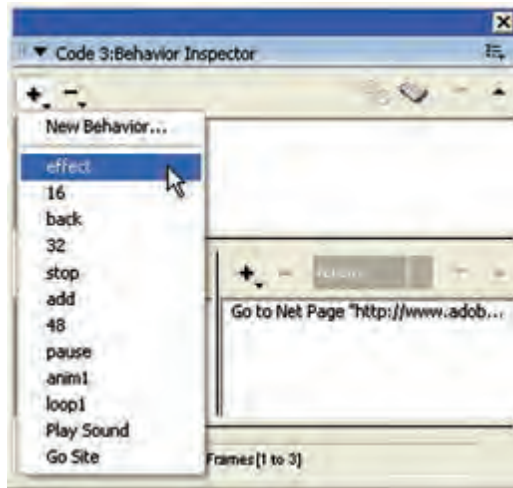 Code 3:Behavior Inspector
New Behavior...
effect
16
back
32
stop
add
48
pause
anim1
loop1
Play Sound
Go Site
Go to Net Page "http://www.adob...
Frames[1 to 3]